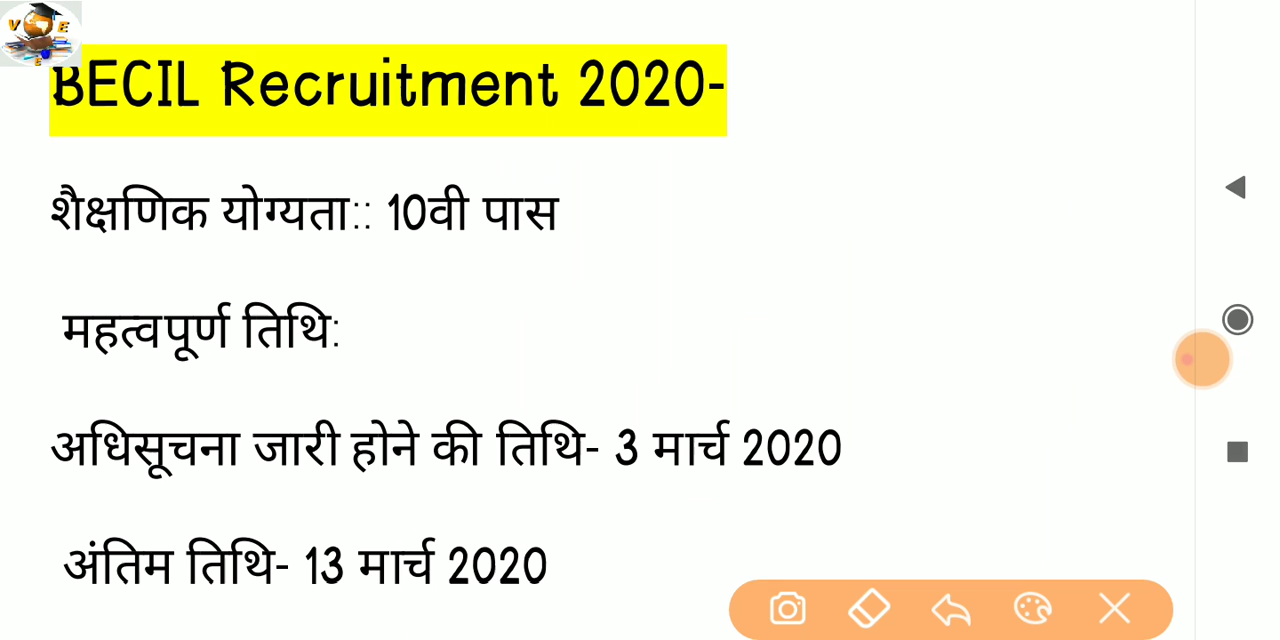 V E
E
BECIL Recruitment 2020-
शैक्षणिक योग्यता:: 10वी पास
महत्वपूर्ण तिथि:
अधिसूचना जारी होने की तिथि- 3 मार्च 2020
अंतिम तिथि- 13 मार्च 2020